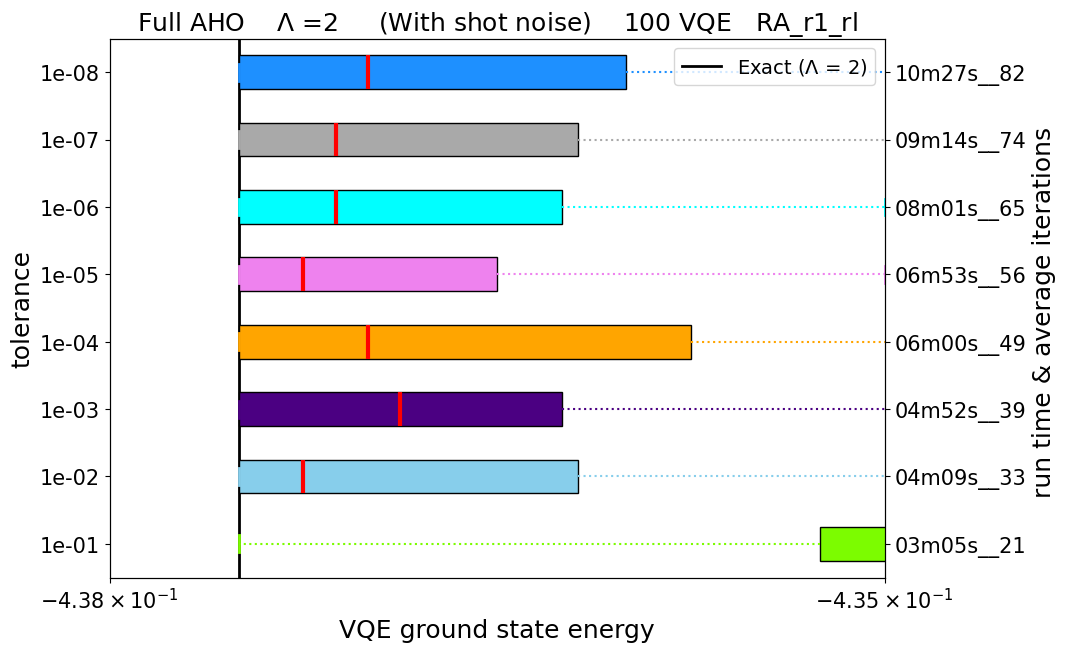 Full AHO Λ =2 (With shot noise) 100 VQE RA_r1_rl
Exact (Λ = 2)
tolerance
1e-08
1e-07
1e-06
1e-05
1e-04
1e-03
1e-02
1e-01
10m27s__82
09m14s__74
08m01s__65
06m53s__56
06m00s__49
04m52s__39
04m09s__33
03m05s__21
run time & average iterations
−4.38 × 10⁻¹
−4.35 × 10⁻¹
VQE ground state energy